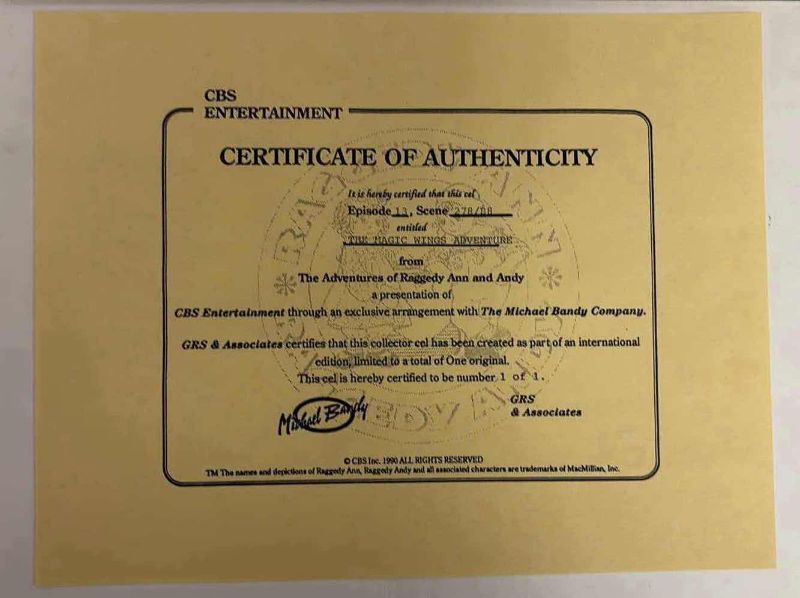 CBS
ENTERTAINMENT
CERTIFICATE OF AUTHENTICITY
It is hereby certified that this cel
Episode 13, Scene 278/BB
entitled
THE MAGIC WINGS ADVENTURE
from
The Adventures of Raggedy Ann and Andy
a presentation of
CBS Entertainment through an exclusive arrangement with The Michael Bandy Company.
GRS & Associates certifies that this collector cel has been created as part of an international
edition, limited to a total of One original.
This cel is hereby certified to be number 1 of 1.
Michael Bandy
GRS
& Associates
© CBS Inc. 1990 ALL RIGHTS RESERVED
TM The names and depictions of Raggedy Ann, Raggedy Andy and all associated characters are trademarks of MacMillian, Inc.